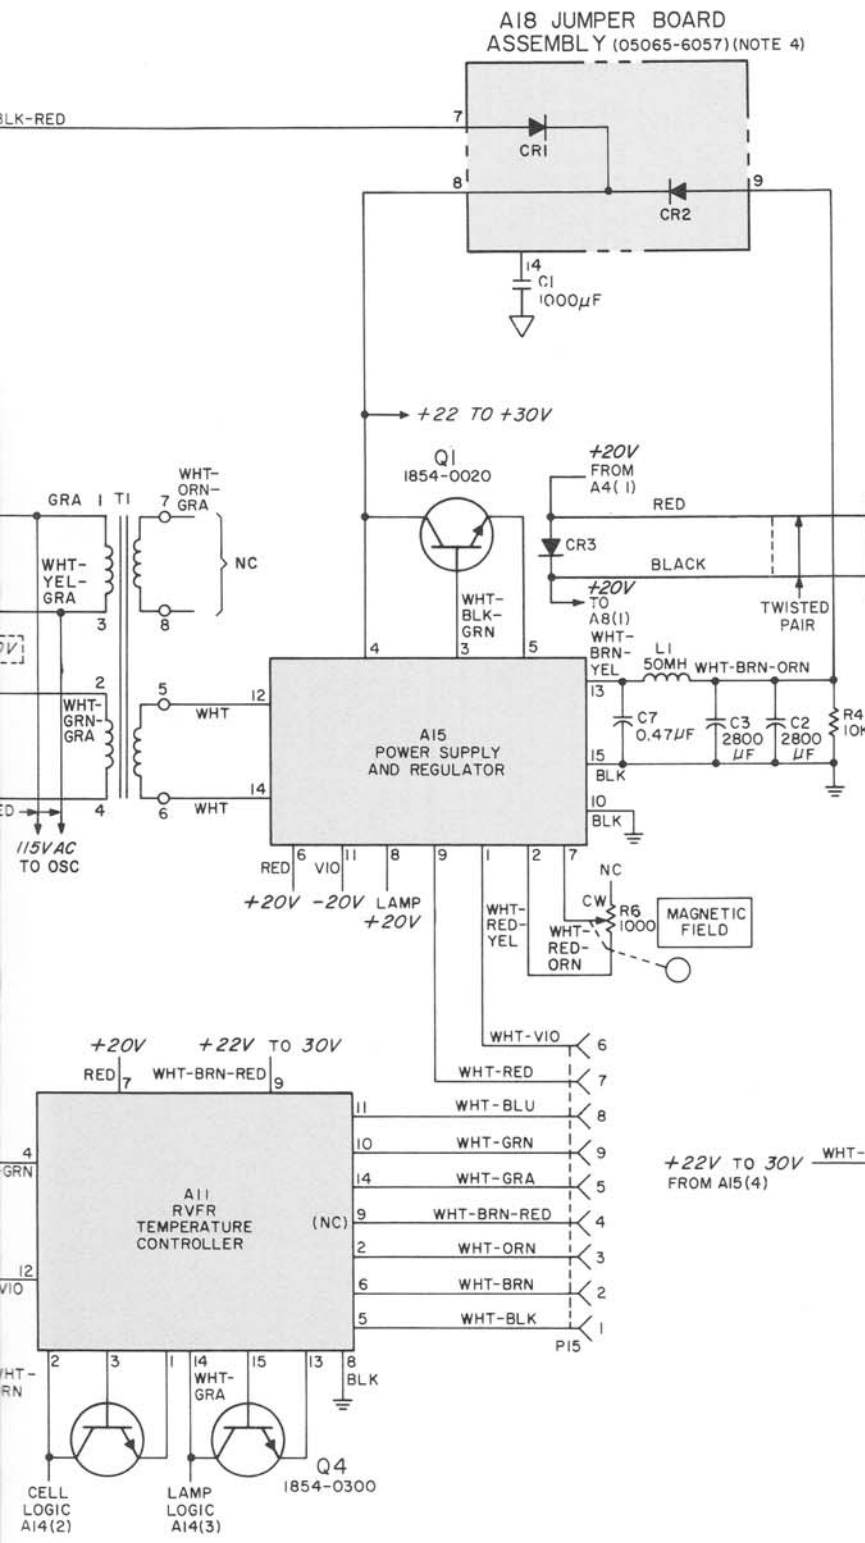 A18 JUMPER BOARD
ASSEMBLY (05065-6057)(NOTE 4)
BLK-RED
7
CR1
8
9
CR2
14
C1
1000µF
+22 TO +30V
Q1
1854-0020
+20V
FROM
A4(1)
RED
CR3
BLACK
+20V
TO
A8(1)
TWISTED
PAIR
GRA
1
T1
7
WHT-
ORN-
GRA
NC
WHT-
YEL-
GRA
3
8
WHT-
BLK-
GRN
4
3
5
WHT-
BRN-
YEL
13
L1
50MH
WHT-BRN-ORN
2
5
WHT-
GRN-
GRA
WHT
12
C7
0.47µF
C3
2800
µF
C2
2800
µF
R4
10K
A15
POWER SUPPLY
AND REGULATOR
15
BLK
14
WHT
4
6
10
BLK
115VAC
TO OSC
RED
6
VIO
11
8
9
1
2
7
+20V
-20V
LAMP
+20V
NC
CW
R6
1000
MAGNETIC
FIELD
WHT-
RED-
YEL
WHT-
RED-
ORN
WHT-VIO
6
WHT-RED
7
+20V
RED
7
+22V TO 30V
WHT-BRN-RED
9
11
WHT-BLU
8
10
WHT-GRN
9
14
WHT-GRA
5
(NC)
9
WHT-BRN-RED
4
2
WHT-ORN
3
6
WHT-BRN
2
5
WHT-BLK
1
P15
A11
RVFR
TEMPERATURE
CONTROLLER
4
-GRN
12
VIO
+22V TO 30V
FROM A15(4)
WHT-
2
3
1
14
15
13
8
WHT-
GRA
BLK
Q4
1854-0300
CELL
LOGIC
A14(2)
LAMP
LOGIC
A14(3)